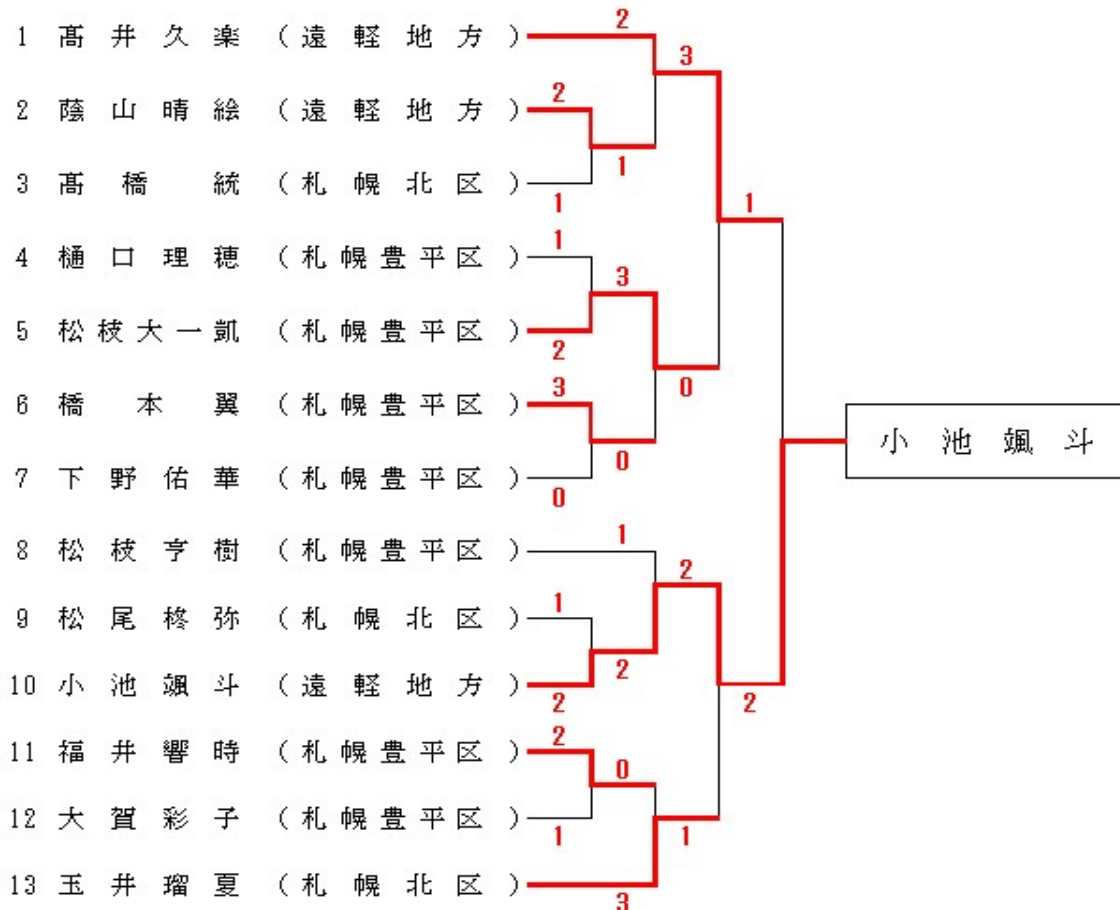 2
1 髙井久楽 (遠軽地方)
3
2 蔭山晴絵 (遠軽地方) 2
1
3 髙橋 統 (札幌北区) 1
1
4 樋口理穂 (札幌豊平区) 1
3
5 松枝大一凱 (札幌豊平区) 2
0
6 橋本 翼 (札幌豊平区) 3
小池颯斗
0
7 下野佑華 (札幌豊平区) 0
1
8 松枝亨樹 (札幌豊平区)
2
9 松尾柊弥 (札幌北区) 1
2
10 小池颯斗 (遠軽地方) 2
2
11 福井響時 (札幌豊平区) 2
0
12 大賀彩子 (札幌豊平区) 1
1
13 玉井瑠夏 (札幌北区) 3